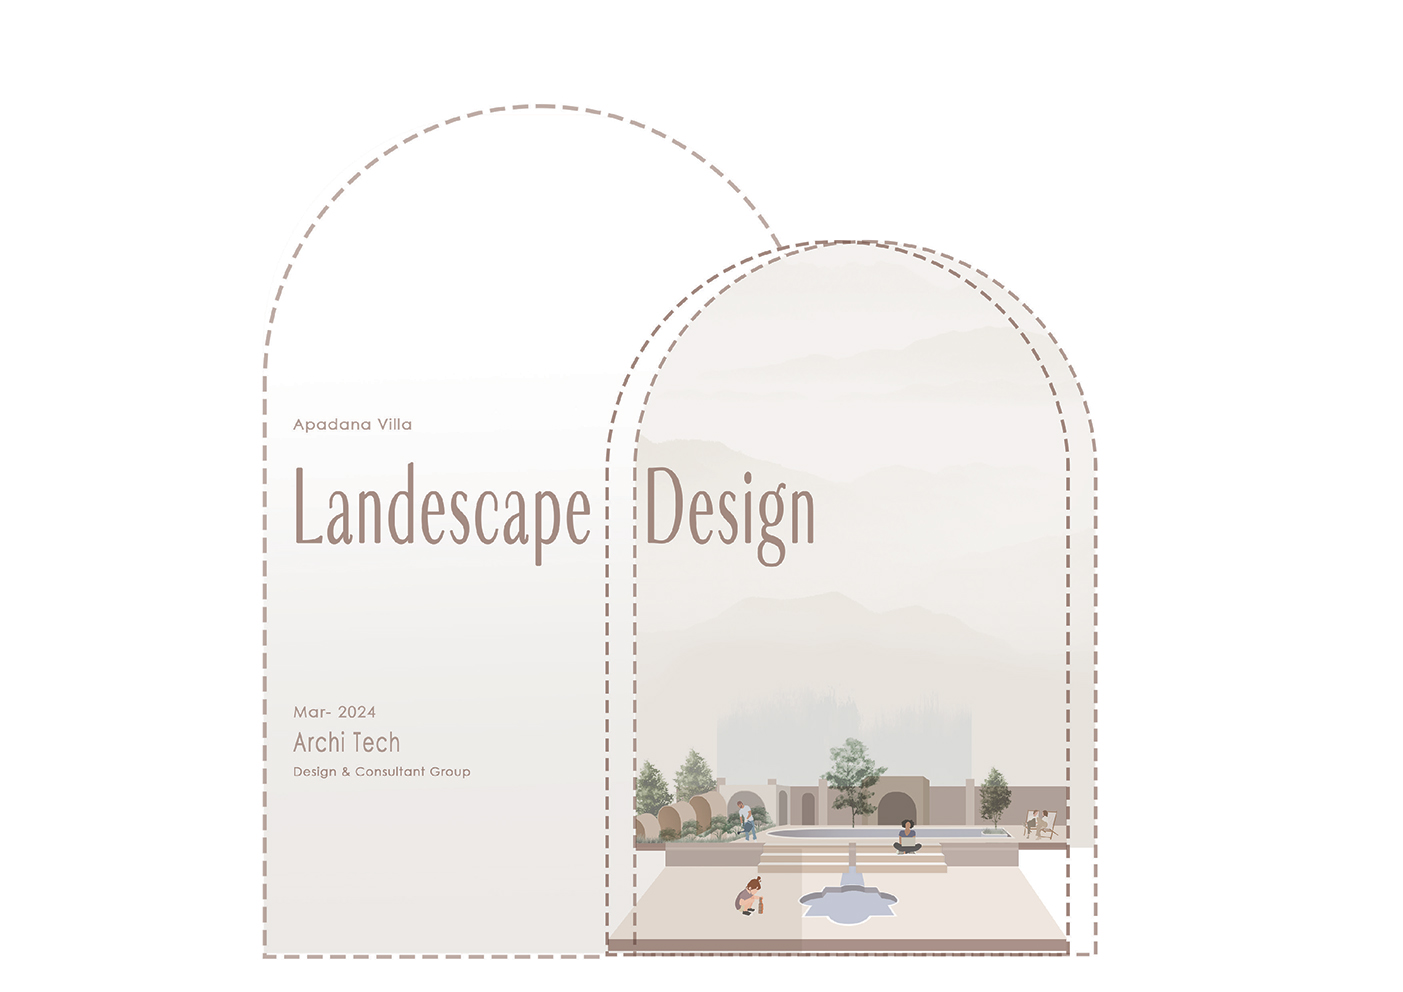 Apadana Villa
Landescape Design
Mar- 2024
Archi Tech
Design & Consultant Group